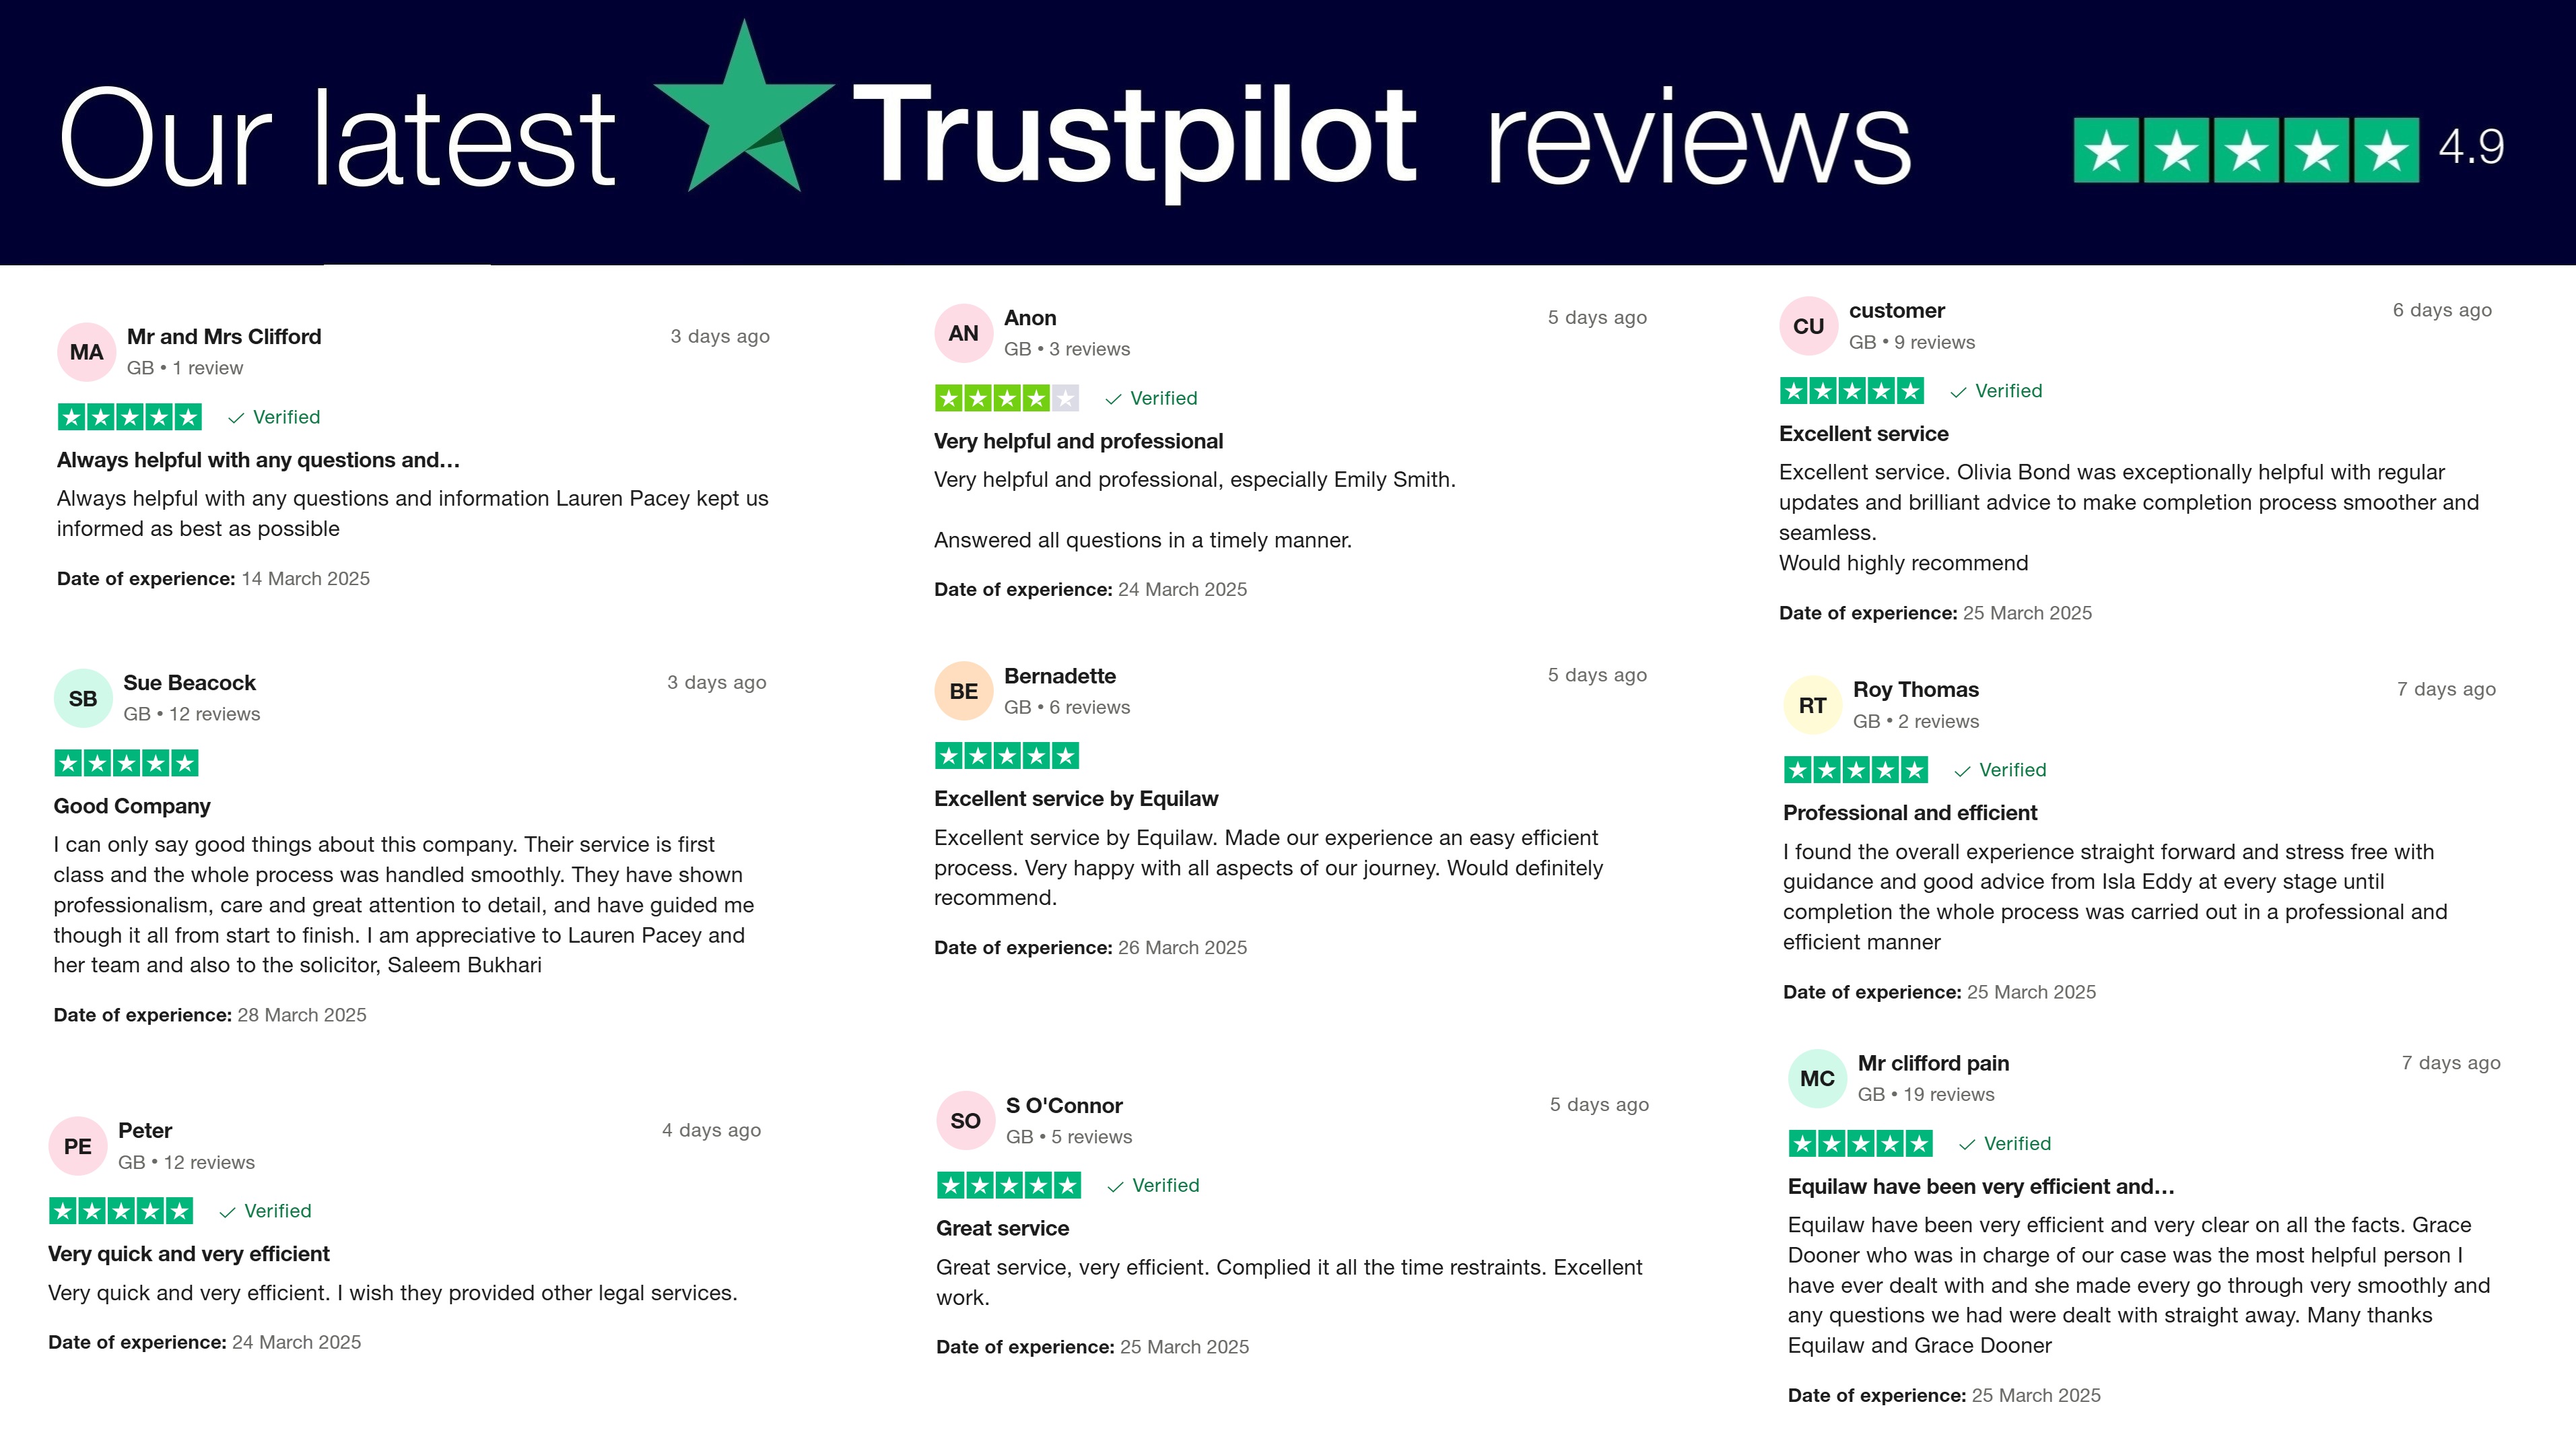 Our latest Trustpilot reviews 4.9
MA
Mr and Mrs Clifford
3 days ago
GB • 1 review
Verified
Always helpful with any questions and…
Always helpful with any questions and information Lauren Pacey kept us
informed as best as possible
Date of experience: 14 March 2025
SB
Sue Beacock
3 days ago
GB • 12 reviews
Good Company
I can only say good things about this company. Their service is first
class and the whole process was handled smoothly. They have shown
professionalism, care and great attention to detail, and have guided me
though it all from start to finish. I am appreciative to Lauren Pacey and
her team and also to the solicitor, Saleem Bukhari
Date of experience: 28 March 2025
PE
Peter
4 days ago
GB • 12 reviews
Verified
Very quick and very efficient
Very quick and very efficient. I wish they provided other legal services.
Date of experience: 24 March 2025
AN
Anon
5 days ago
GB • 3 reviews
Verified
Very helpful and professional
Very helpful and professional, especially Emily Smith.
Answered all questions in a timely manner.
Date of experience: 24 March 2025
BE
Bernadette
5 days ago
GB • 6 reviews
Excellent service by Equilaw
Excellent service by Equilaw. Made our experience an easy efficient
process. Very happy with all aspects of our journey. Would definitely
recommend.
Date of experience: 26 March 2025
SO
S O'Connor
5 days ago
GB • 5 reviews
Verified
Great service
Great service, very efficient. Complied it all the time restraints. Excellent
work.
Date of experience: 25 March 2025
CU
customer
6 days ago
GB • 9 reviews
Verified
Excellent service
Excellent service. Olivia Bond was exceptionally helpful with regular
updates and brilliant advice to make completion process smoother and
seamless.
Would highly recommend
Date of experience: 25 March 2025
RT
Roy Thomas
7 days ago
GB • 2 reviews
Verified
Professional and efficient
I found the overall experience straight forward and stress free with
guidance and good advice from Isla Eddy at every stage until
completion the whole process was carried out in a professional and
efficient manner
Date of experience: 25 March 2025
MC
Mr clifford pain
7 days ago
GB • 19 reviews
Verified
Equilaw have been very efficient and…
Equilaw have been very efficient and very clear on all the facts. Grace
Dooner who was in charge of our case was the most helpful person I
have ever dealt with and she made every go through very smoothly and
any questions we had were dealt with straight away. Many thanks
Equilaw and Grace Dooner
Date of experience: 25 March 2025